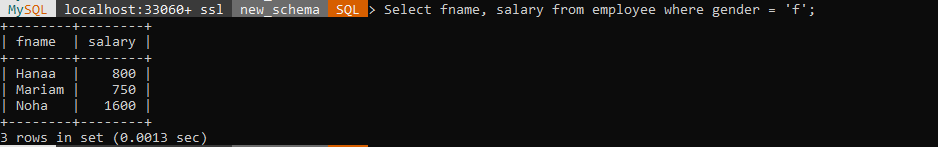 MySQL localhost:33060+ ssl new_schema SQL > Select fname, salary from employee where gender = 'f';
+--------+--------+
| fname  | salary |
+--------+--------+
| Hanaa  |    800 |
| Mariam |    750 |
| Noha   |   1600 |
+--------+--------+
3 rows in set (0.0013 sec)